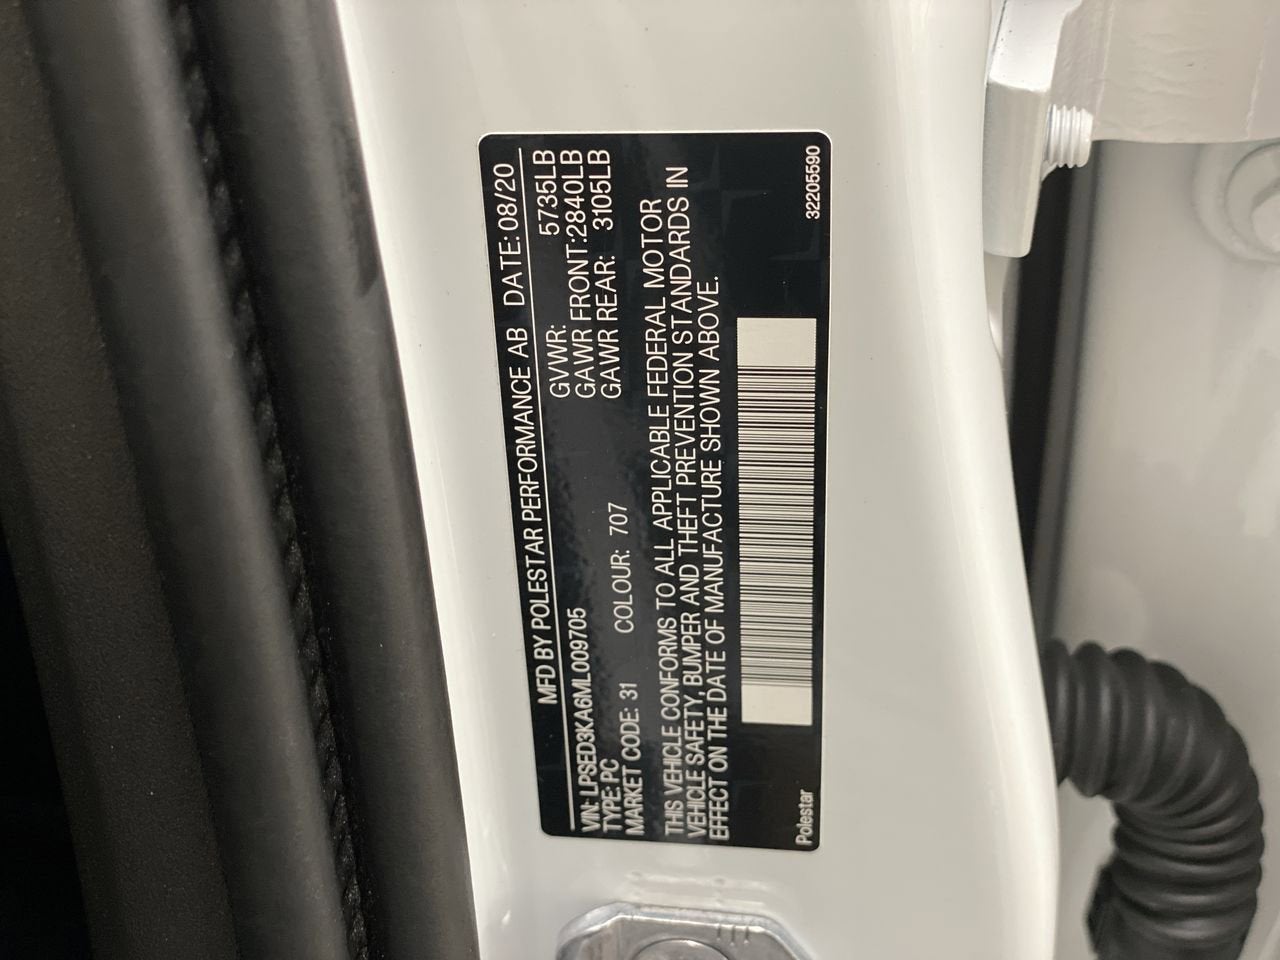 MFD BY POLESTAR PERFORMANCE AB DATE: 08/20
VIN: LPSED3KA6ML009705 GVWR: 5735LB
TYPE: PC GAWR FRONT:2840LB
MARKET CODE: 31 COLOUR: 707 GAWR REAR: 3105LB
THIS VEHICLE CONFORMS TO ALL APPLICABLE FEDERAL MOTOR
VEHICLE SAFETY, BUMPER AND THEFT PREVENTION STANDARDS IN
EFFECT ON THE DATE OF MANUFACTURE SHOWN ABOVE.
Polestar 32205590